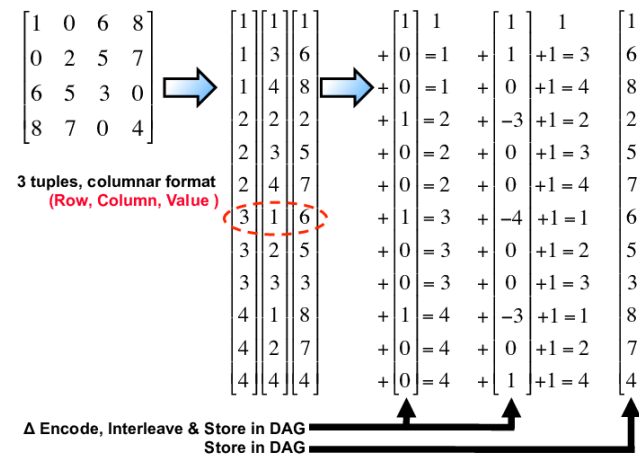 1 0 6 8 1 1 1 1 1 1 1 1
0 2 5 7 1 3 6 + 0 =1 + 1 +1=3 6
6 5 3 0 1 4 8 + 0 =1 + 0 +1=4 8
8 7 0 4 2 2 2 + 1 =2 + −3 +1=2 2
2 3 5 + 0 =2 + 0 +1=3 5
3 tuples, columnar format 2 4 7 + 0 =2 + 0 +1=4 7
(Row, Column, Value )
3 1 6 + 1 =3 + −4 +1=1 6
3 2 5 + 0 =3 + 0 +1=2 5
3 3 3 + 0 =3 + 0 +1=3 3
4 1 8 + 1 =4 + −3 +1=1 8
4 2 7 + 0 =4 + 0 +1=2 7
4 4 4 + 0 =4 + 1 +1=4 4
Δ Encode, Interleave & Store in DAG
Store in DAG